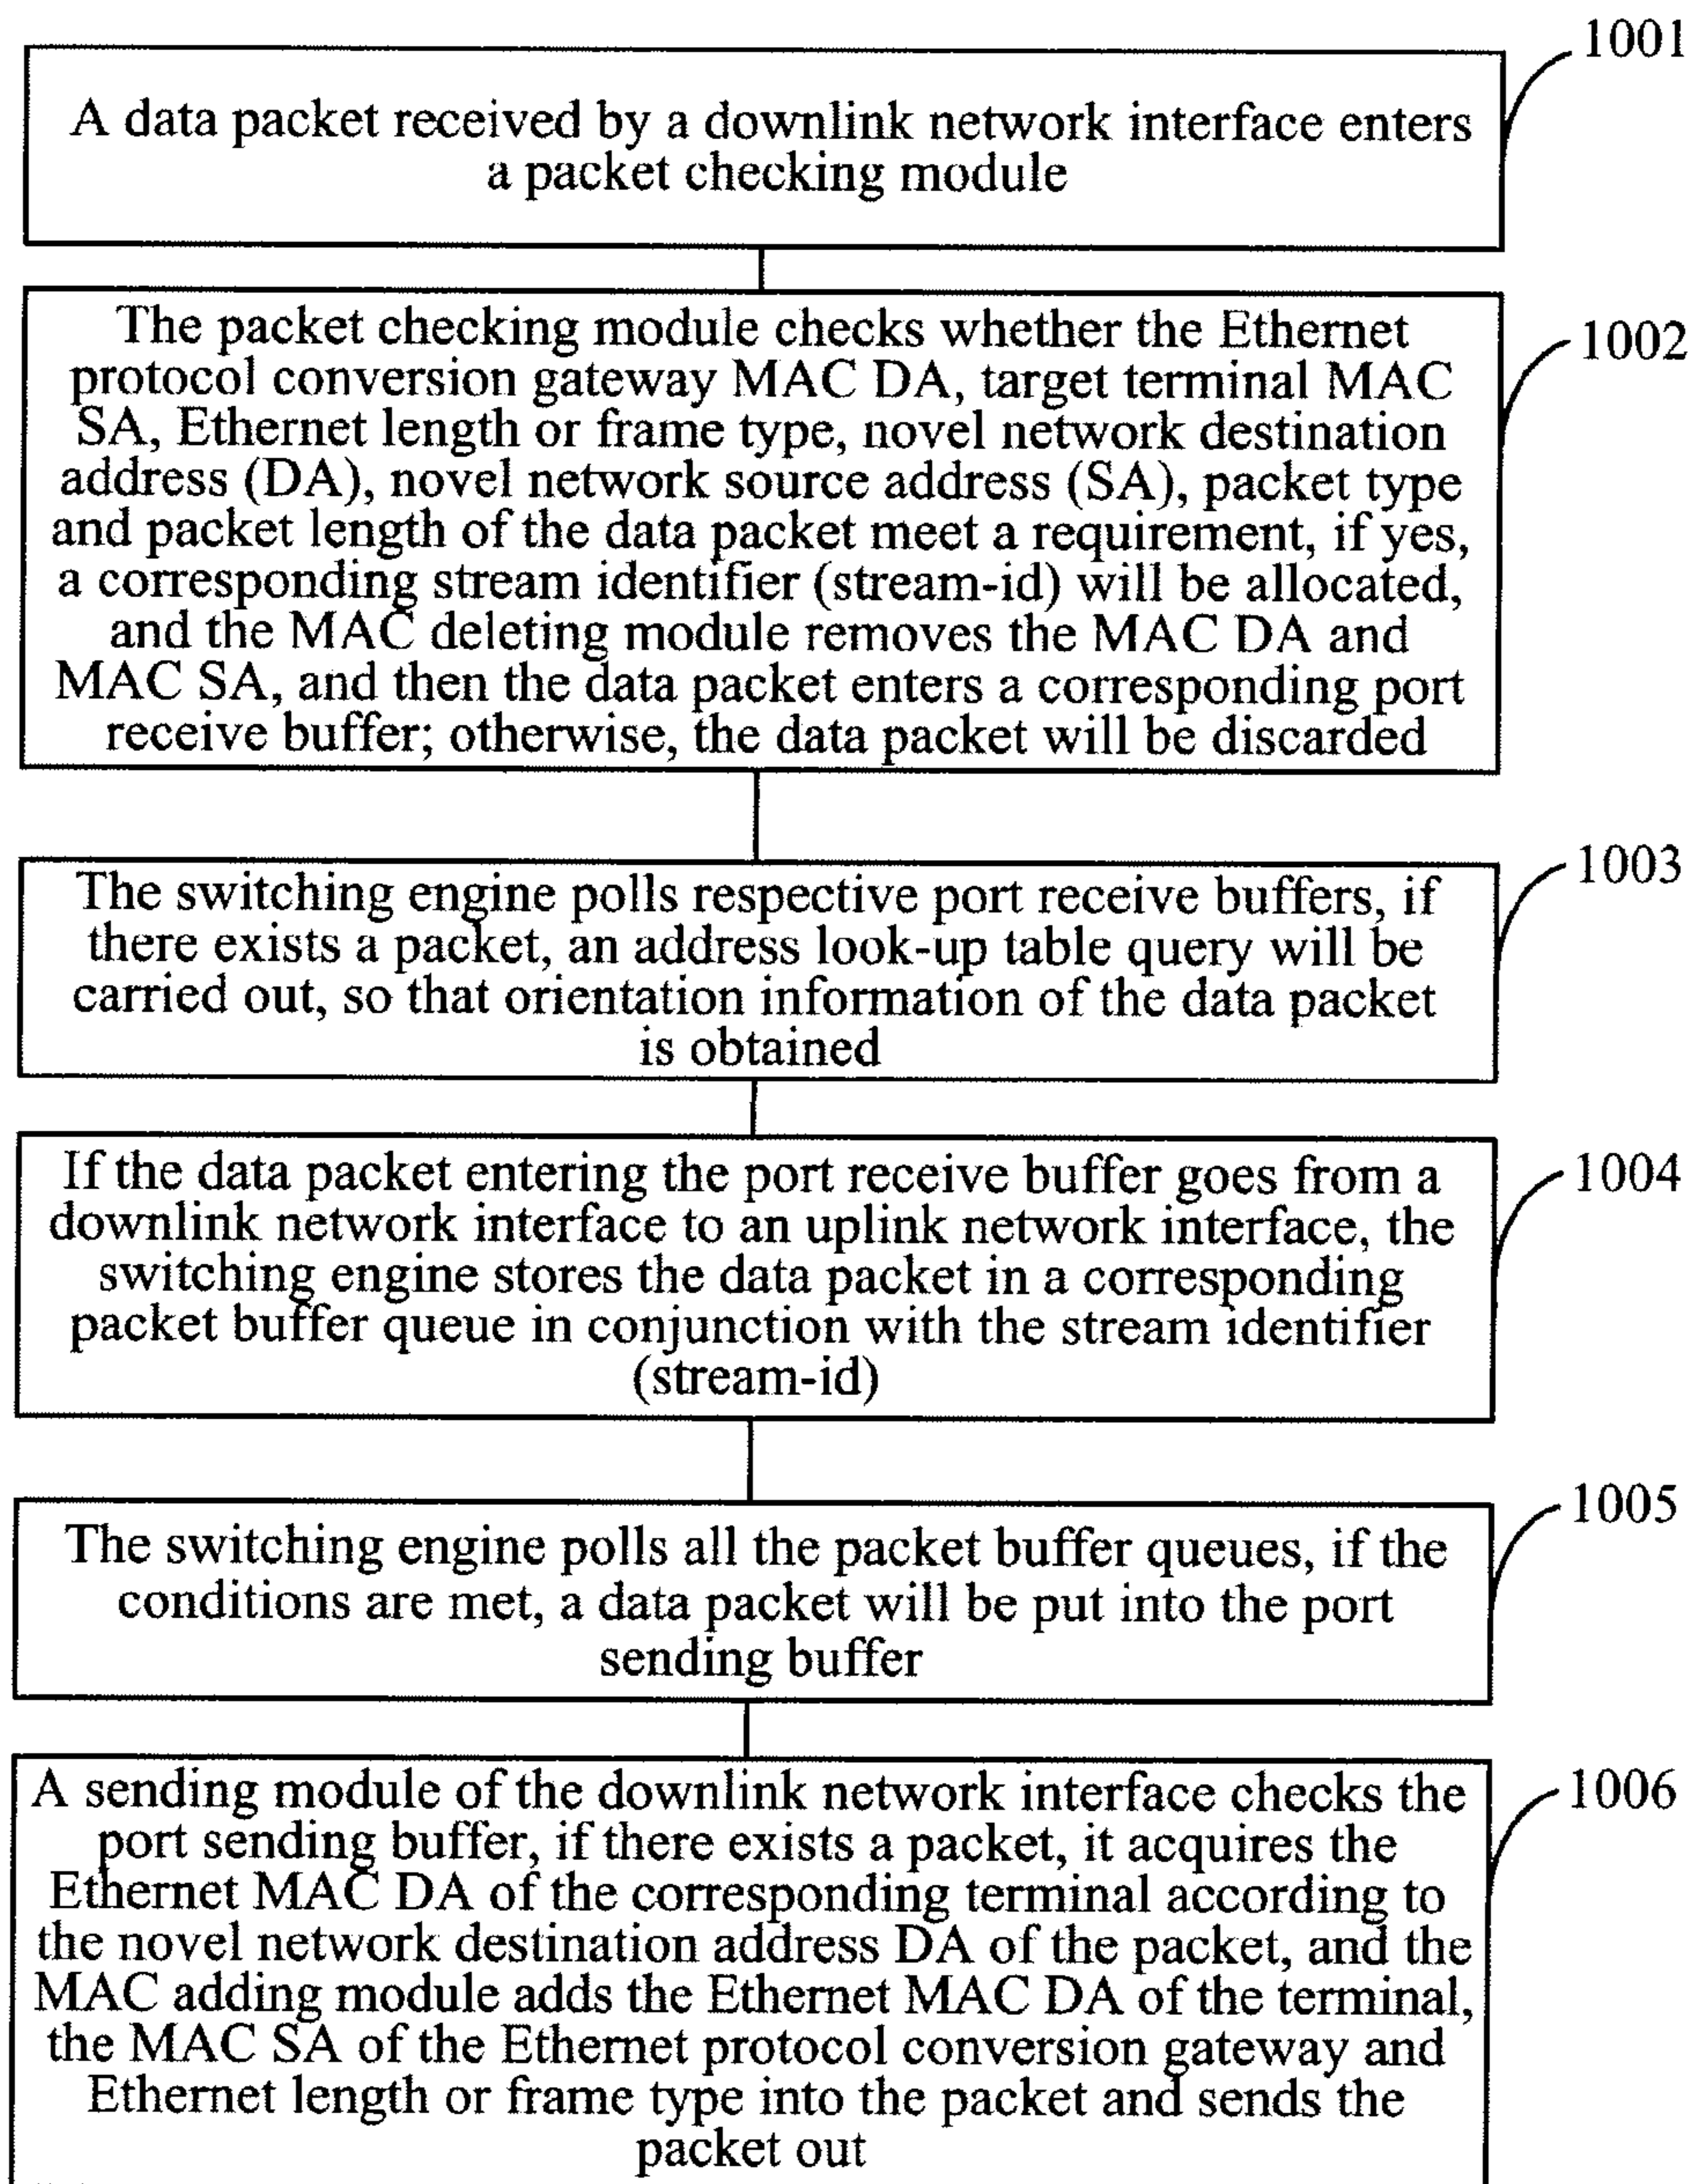 1001
A data packet received by a downlink network interface enters
a packet checking module
The packet checking module checks whether the Ethernet
1002
protocol conversion gateway MAC DA, target terminal MAC
SA, Ethernet length or frame type, novel network destination
address (DA), novel network source address (SA), packet type
and packet length of the data packet meet a requirement, if yes,
a corresponding stream identifier (stream-id) will be allocated,
and the MAC deleting module removes the MAC DA and
MAC SA, and then the data packet enters a corresponding port
receive buffer; otherwise, the data packet will be discarded
1003
The switching engine polls respective port receive buffers, if
there exists a packet, an address look-up table query will be
carried out, so that orientation information of the data packet
is obtained
If the data packet entering the port receive buffer goes from a
1004
downlink network interface to an uplink network interface, the
switching engine stores the data packet in a corresponding
packet buffer queue in conjunction with the stream identifier
(stream-id)
1005
The switching engine polls all the packet buffer queues, if the
conditions are met, a data packet will be put into the port
sending buffer
A sending module of the downlink network interface checks the
1006
port sending buffer, if there exists a packet, it acquires the
Ethernet MAC DA of the corresponding terminal according to
the novel network destination address DA of the packet, and the
MAC adding module adds the Ethernet MAC DA of the terminal,
the MAC SA of the Ethernet protocol conversion gateway and
Ethernet length or frame type into the packet and sends the
packet out